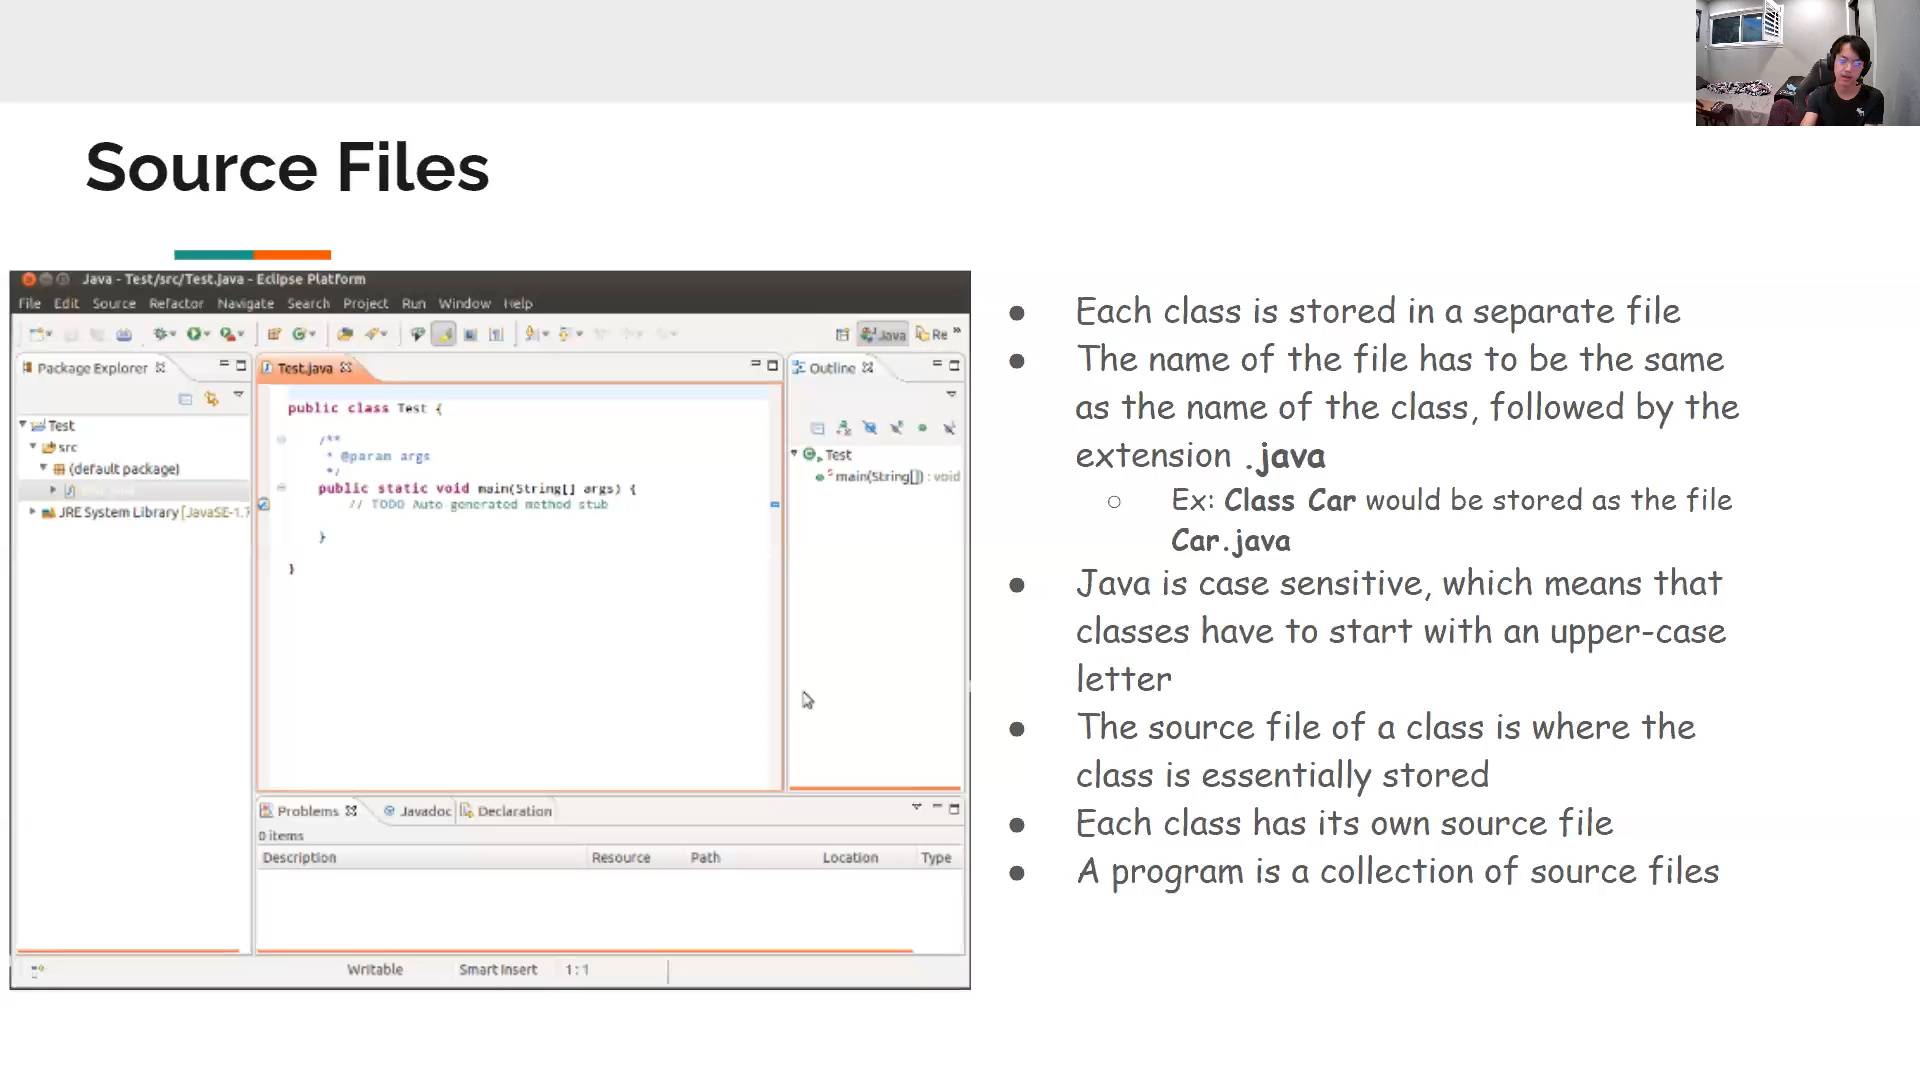 Source Files
Java - Test/src/Test.java - Eclipse Platform
File Edit Source Refactor Navigate Search Project Run Window Help
Java Re
Package Explorer
Test.java
Outline
Test
src
(default package)
JRE System Library [JavaSE-1.7
public class Test {
/**
* @param args
*/
public static void main(String[] args) {
// TODO Auto generated method stub
}
}
Test
main(String[]) : void
Problems Javadoc Declaration
0 items
Description Resource Path Location Type
Writable Smart Insert 1 : 1
● Each class is stored in a separate file
● The name of the file has to be the same
as the name of the class, followed by the
extension .java
○ Ex: Class Car would be stored as the file
Car.java
● Java is case sensitive, which means that
classes have to start with an upper-case
letter
● The source file of a class is where the
class is essentially stored
● Each class has its own source file
● A program is a collection of source files